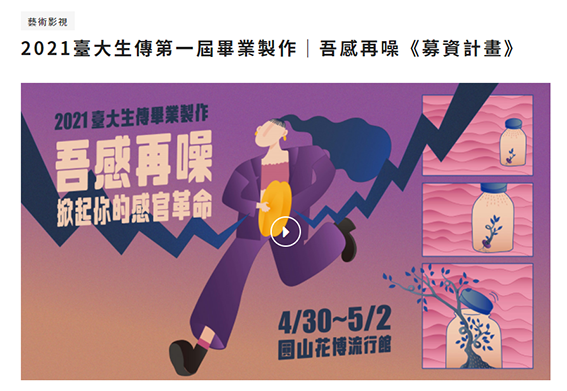 藝術影視
2021臺大生傳第一屆畢業製作｜吾感再噪《募資計畫》
2021臺大生傳畢業製作
吾感再噪
掀起你的感官革命
4/30~5/2
圓山花博流行館